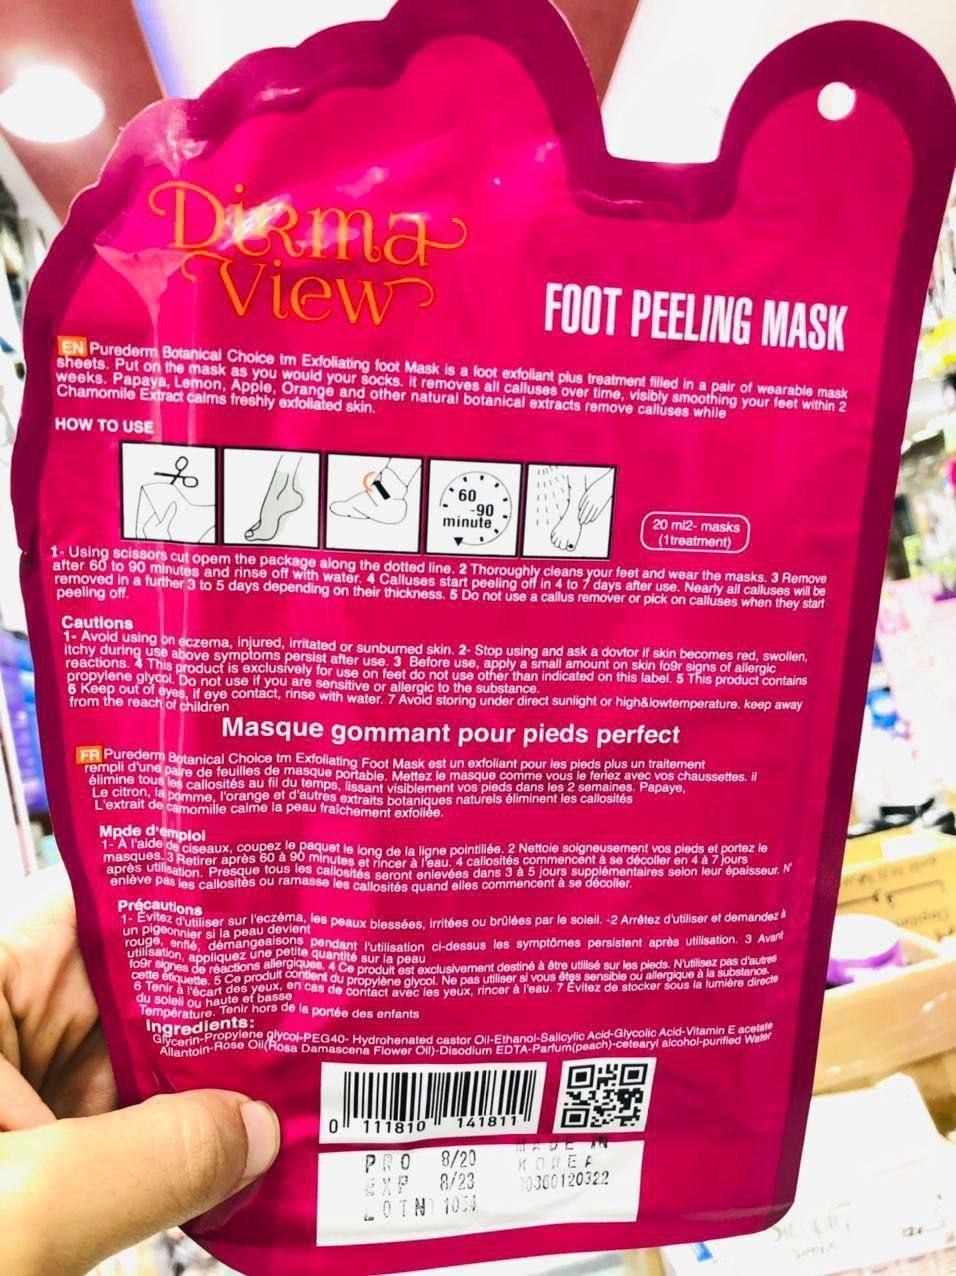 Dirma
View
FOOT PEELING MASK
EN Purederm Botanical Choice tm Exfoliating foot Mask is a foot exfoliant plus treatment filled in a pair of wearable mask
sheets. Put on the mask as you would your socks. it removes all calluses over time, visibly smoothing your feet within 2
weeks. Papaya, Lemon, Apple, Orange and other natural botanical extracts remove calluses while
Chamomile Extract calms freshly exfoliated skin.
HOW TO USE
60
-90
minute
20 ml2- masks
(1treatment)
1- Using scissors cut opem the package along the dotted line. 2 Thoroughly cleans your feet and wear the masks. 3 Remove
after 60 to 90 minutes and rinse off with water. 4 Calluses start peeling off in 4 to 7 days after use. Nearly all calluses will be
removed in a further 3 to 5 days depending on their thickness. 5 Do not use a callus remover or pick on calluses when they start
peeling off.
Cautions
1- Avoid using on eczema, injured, irritated or sunburned skin. 2- Stop using and ask a dovtor if skin becomes red, swollen,
itchy during use above symptoms persist after use. 3 Before use, apply a small amount on skin fo9r signs of allergic
reactions. 4 This product is exclusively for use on feet do not use other than indicated on this label. 5 This product contains
propylene glycol. Do not use if you are sensitive or allergic to the substance.
6 Keep out of eyes, if eye contact, rinse with water. 7 Avoid storing under direct sunlight or high&lowtemperature. keep away
from the reach of children
Masque gommant pour pieds perfect
FR Purederm Botanical Choice tm Exfoliating Foot Mask est un exfoliant pour les pieds plus un traitement
rempli d'une paire de feuilles de masque portable. Mettez le masque comme vous le feriez avec vos chaussettes. il
élimine tous les callosités au fil du temps, lissant visiblement vos pieds dans les 2 semaines. Papaye,
Le citron, la pomme, l'orange et d'autres extraits botaniques naturels éliminent les callosités
L'extrait de camomille calme la peau fraîchement exfoliée.
Mpde d'emploi
1- A l'aide de ciseaux, coupez le paquet le long de la ligne pointillée. 2 Nettoie soigneusement vos pieds et portez le
masques. 3 Retirer après 60 à 90 minutes et rincer à l'eau. 4 callosités commencent à se décoller en 4 à 7 jours
après utilisation. Presque tous les callosités seront enlevées dans 3 à 5 jours supplémentaires selon leur épaisseur. N'
enlève pas les callosités ou ramasse les callosités quand elles commencent à se décoller.
Précautions
1- Évitez d'utiliser sur l'eczéma, les peaux blessées, irritées ou brûlées par le soleil. -2 Arrêtez d'utiliser et demandez à
un pigeonnier si la peau devient
rouge, enflé, démangeaisons pendant l'utilisation ci-dessus les symptômes persistent après utilisation. 3 Avant
utilisation, appliquez une petite quantité sur la peau
fo9r signes de réactions allergiques. 4 Ce produit est exclusivement destiné à être utilisé sur les pieds. N'utilisez pas d'autres
cette étiquette. 5 Ce produit contient du propylène glycol. Ne pas utiliser si vous êtes sensible ou allergique à la substance.
6 Tenir à l'écart des yeux, en cas de contact avec les yeux, rincer à l'eau. 7 Évitez de stocker sous la lumière directe
du soleil ou haute et basse
Température. Tenir hors de la portée des enfants
Ingredients:
Glycerin-Propylene glycol-PEG40- Hydrohenated castor Oil-Ethanol-Salicylic Acid-Glycolic Acid-Vitamin E acetate
Allantoin-Rose Oil(Rosa Damascena Flower Oil)-Disodium EDTA-Parfum(peach)-cetearyl alcohol-purified Water
0 111810 141811
PRO 8/20
EXP 8/23
LOTN) 1034
MADE IN
KOREA
00360120322